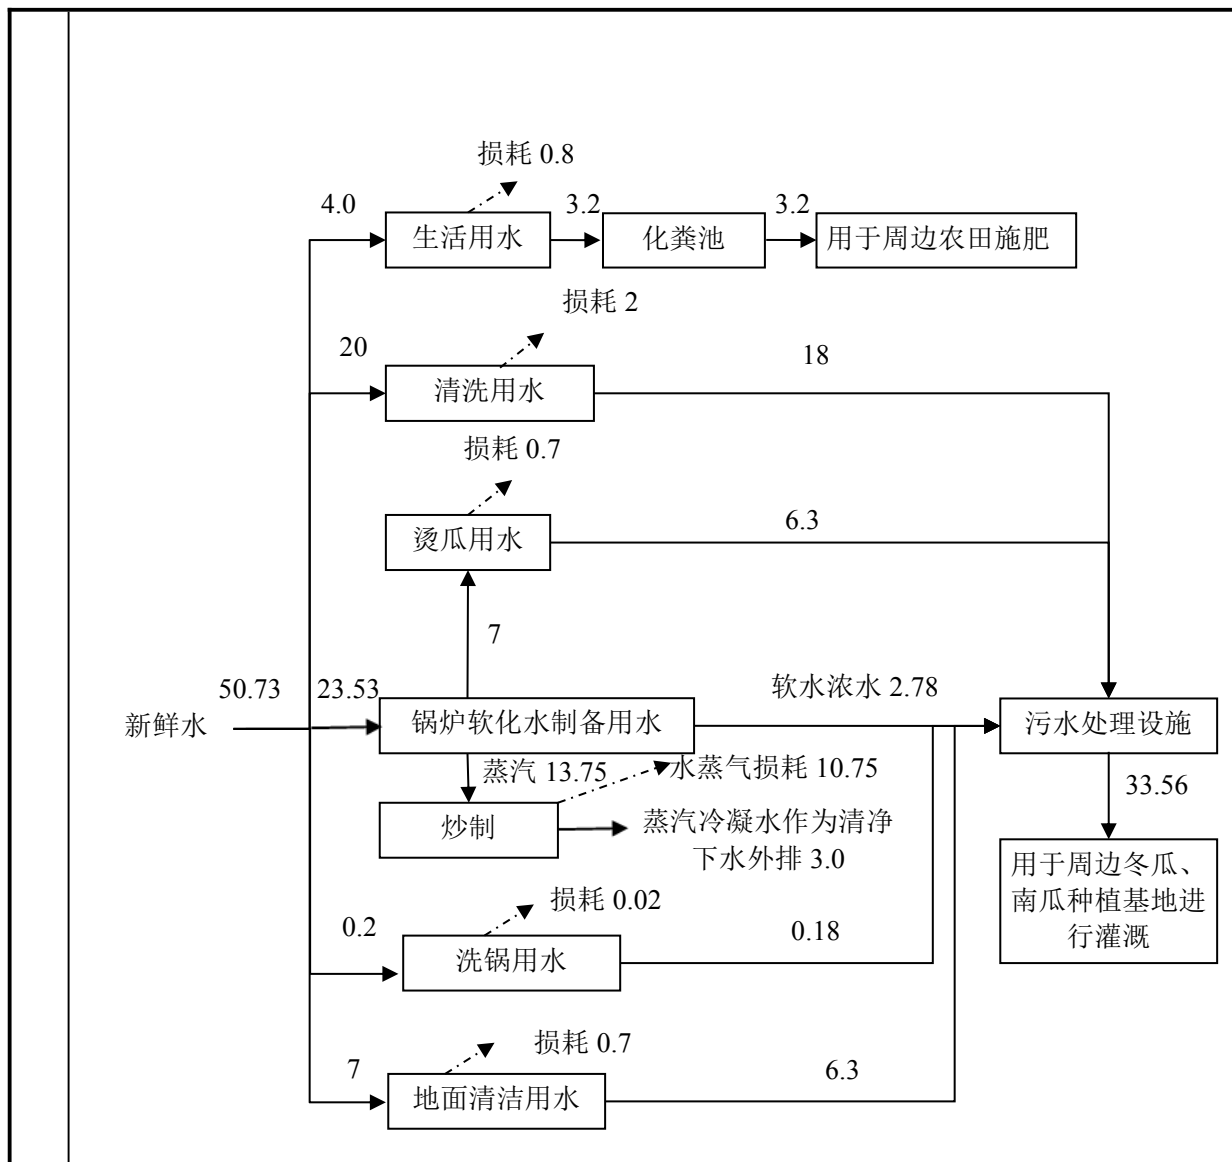 损耗 0.8
4.0
3.2
3.2
生活用水
化粪池
用于周边农田施肥
损耗 2
20
18
清洗用水
损耗 0.7
6.3
烫瓜用水
7
50.73
23.53
软水浓水 2.78
新鲜水
锅炉软化水制备用水
污水处理设施
蒸汽 13.75
水蒸气损耗 10.75
33.56
炒制
蒸汽冷凝水作为清净
下水外排 3.0
用于周边冬瓜、
南瓜种植基地进
行灌溉
损耗 0.02
0.2
0.18
洗锅用水
损耗 0.7
7
6.3
地面清洁用水